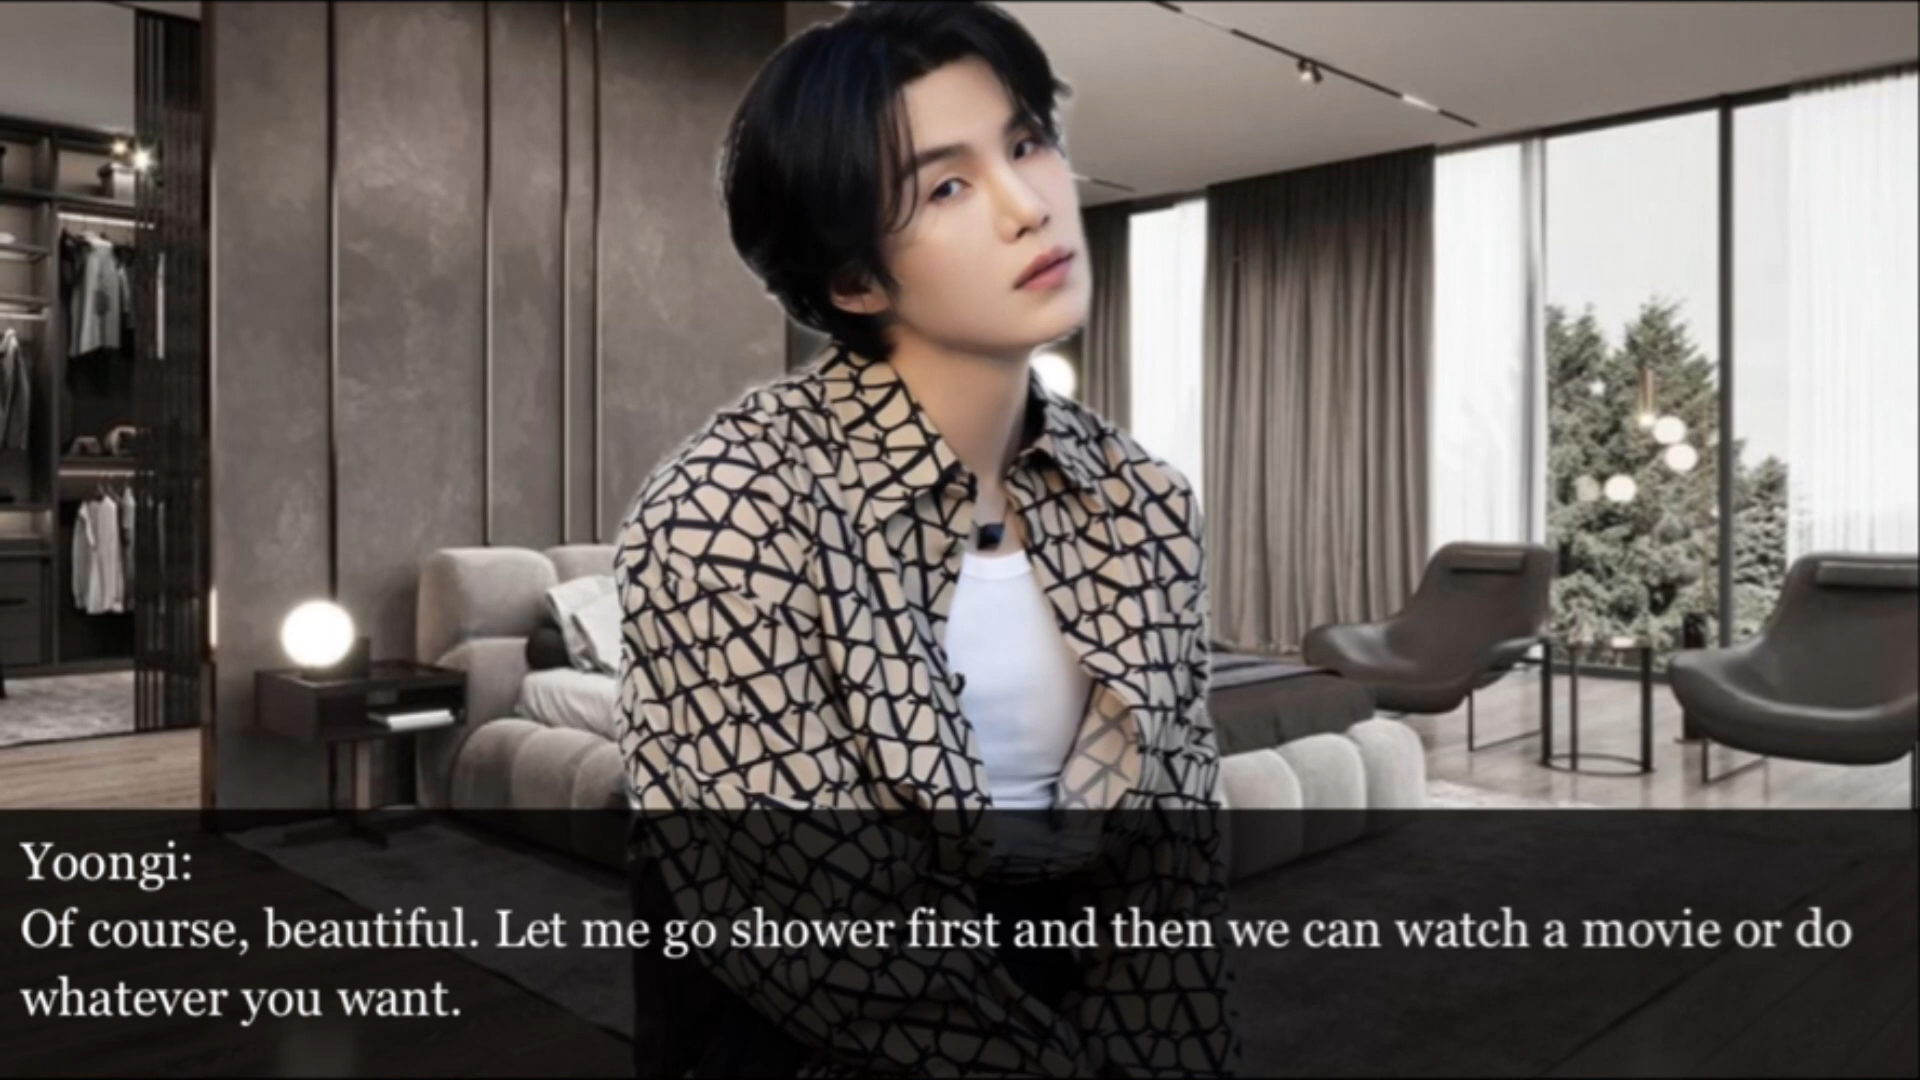 Yoongi:
Of course, beautiful. Let me go shower first and then we can watch a movie or do
whatever you want.